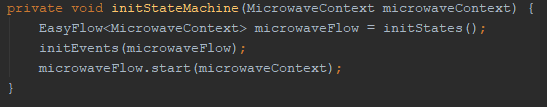 private void initStateMachine(MicrowaveContext microwaveContext) {
    EasyFlow<MicrowaveContext> microwaveFlow = initStates();
    initEvents(microwaveFlow);
    microwaveFlow.start(microwaveContext);
}